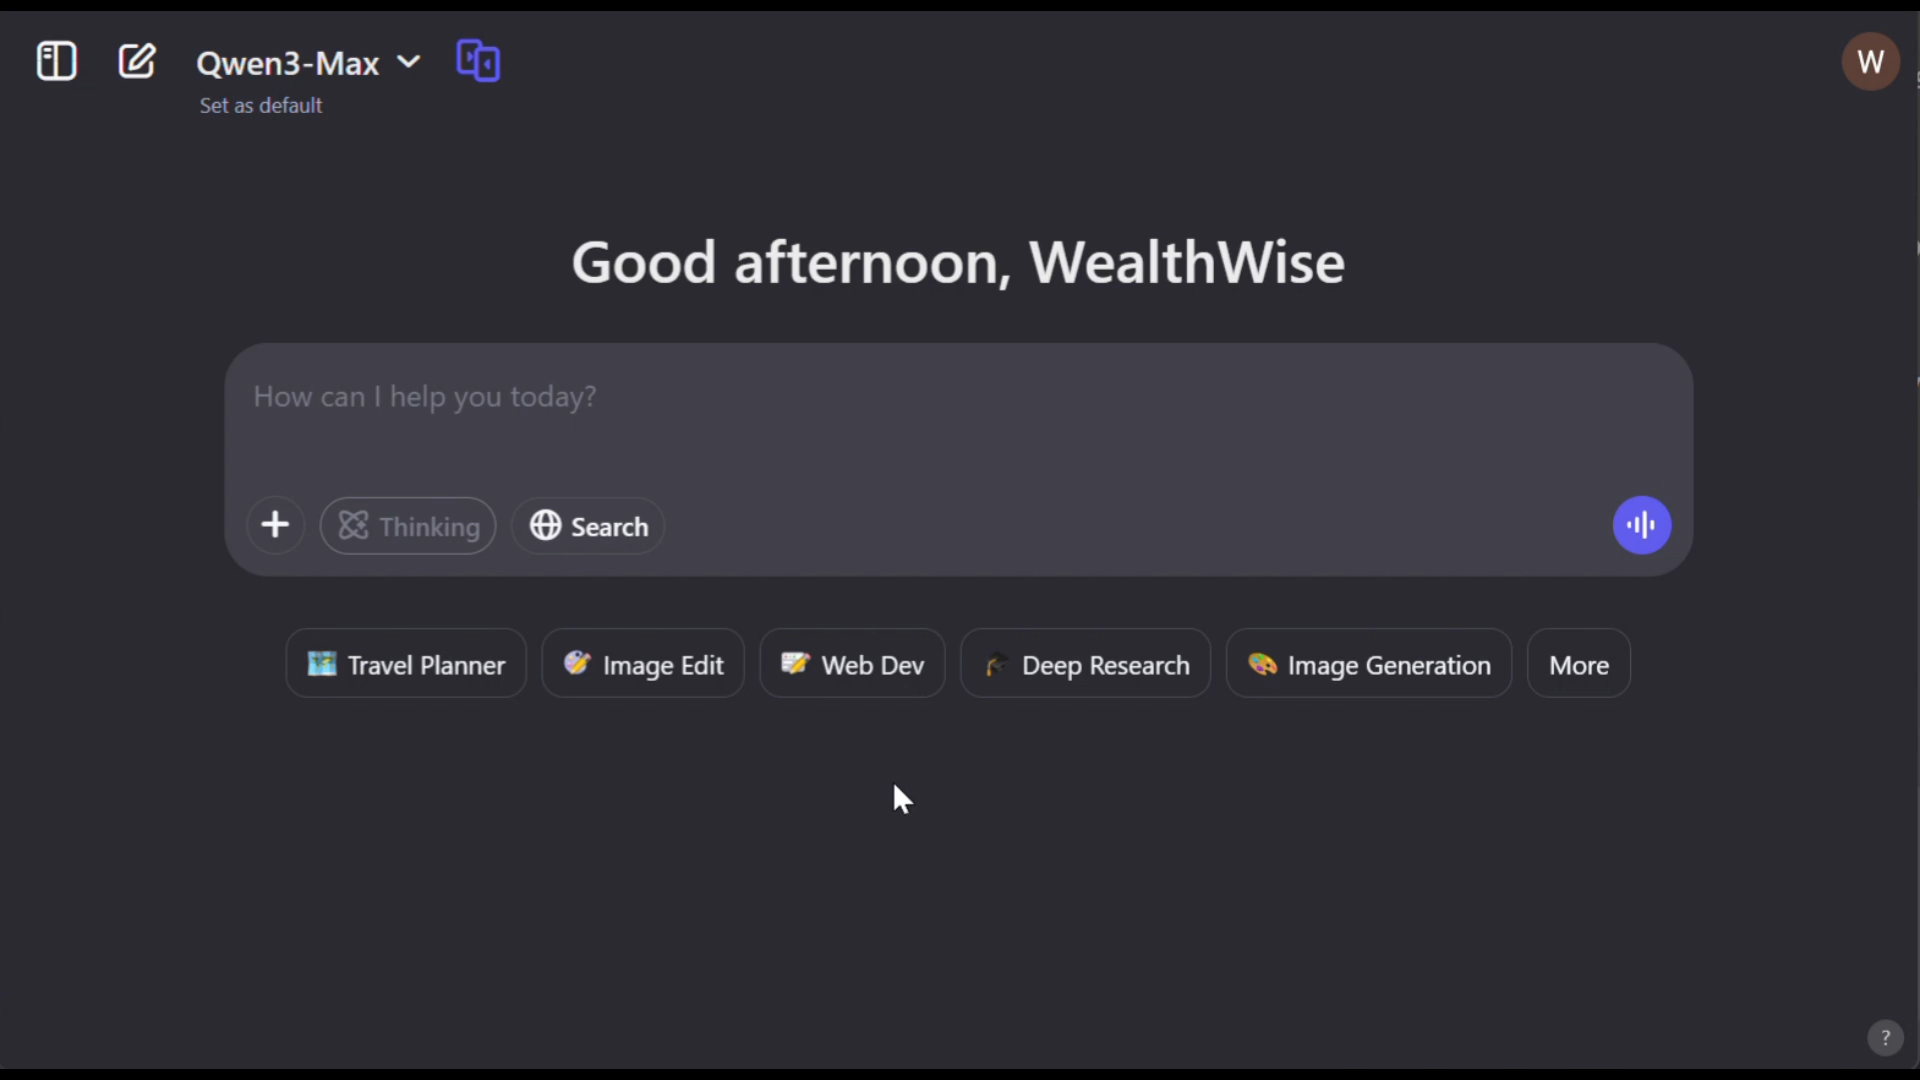 Qwen3-Max
Set as default
W
Good afternoon, WealthWise
How can I help you today?
Thinking
Search
Travel Planner
Image Edit
Web Dev
Deep Research
Image Generation
More
?